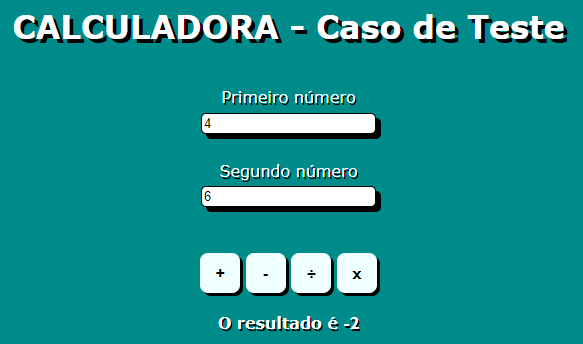 CALCULADORA - Caso de Teste
Primeiro número
4
Segundo número
6
+ - ÷ x
O resultado é -2